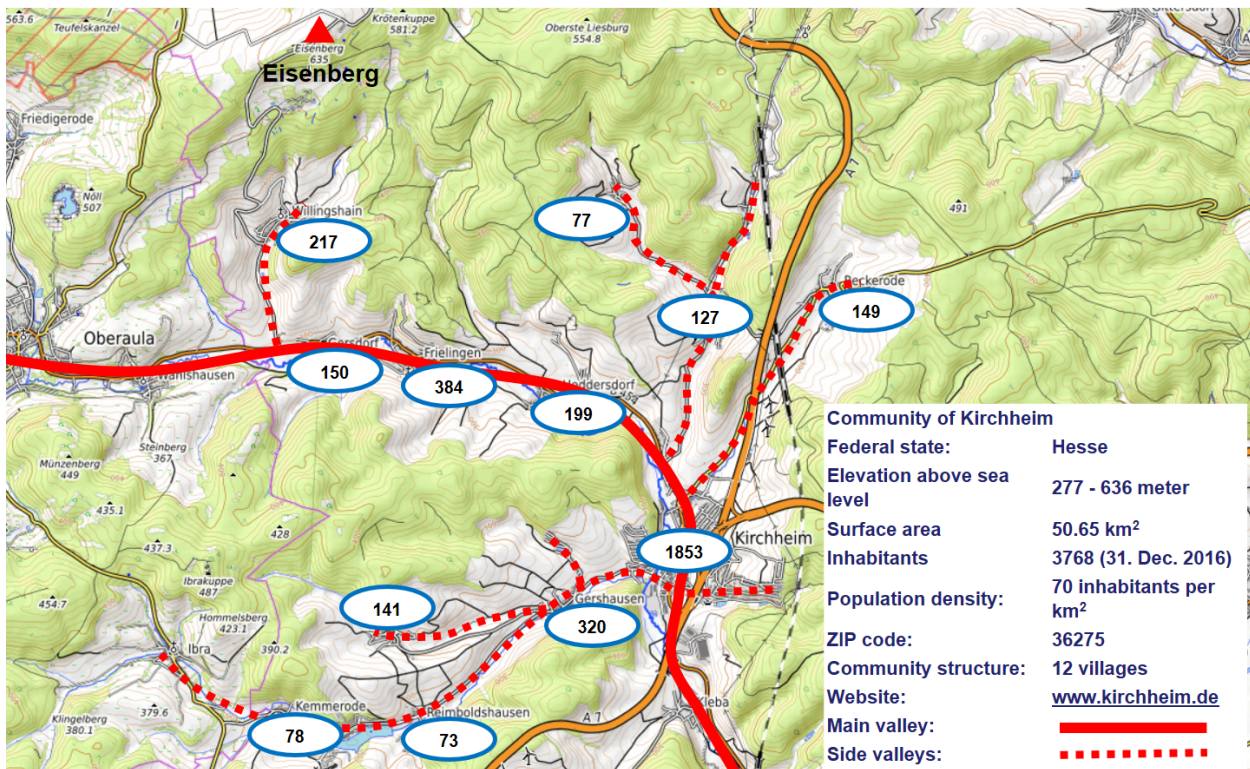 563.6
Teufelskanzel
Krötenkuppe
581.2
Oberste Liesburg
554.8
Eisenberg
635
Eisenberg
Friedigerode
Nöll
507
491
A 7
Willingshain
217
77
127
Reckerode
149
Oberaula
Wahlshausen
Gersdorf
150
Frielingen
384
199
Steinberg
367
Münzenberg
449
435.1
437.3
428
Ibrakuppe
487
454.7
Hommelsberg
423.1
390.2
Ibra
141
Gershausen
320
1853
Kirchheim
Kleba
379.6
Klingelberg
380.1
Kemmerode
78
Reimboldshausen
73
A 7
Community of Kirchheim
Federal state: Hesse
Elevation above sea
level 277 - 636 meter
Surface area 50.65 km²
Inhabitants 3768 (31. Dec. 2016)
Population density: 70 inhabitants per
km²
ZIP code: 36275
Community structure: 12 villages
Website: www.kirchheim.de
Main valley:
Side valleys: